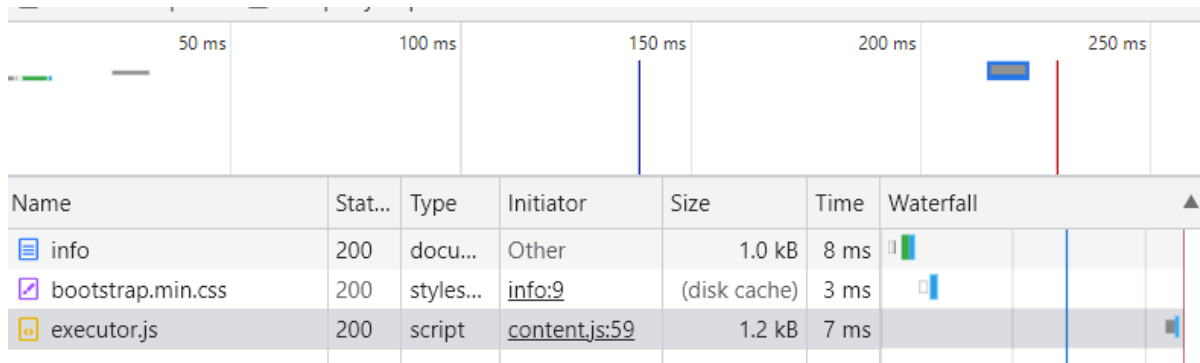 50 ms 100 ms 150 ms 200 ms 250 ms
Name Stat... Type Initiator Size Time Waterfall ▲
info 200 docu... Other 1.0 kB 8 ms
bootstrap.min.css 200 styles... info:9 (disk cache) 3 ms
executor.js 200 script content.js:59 1.2 kB 7 ms